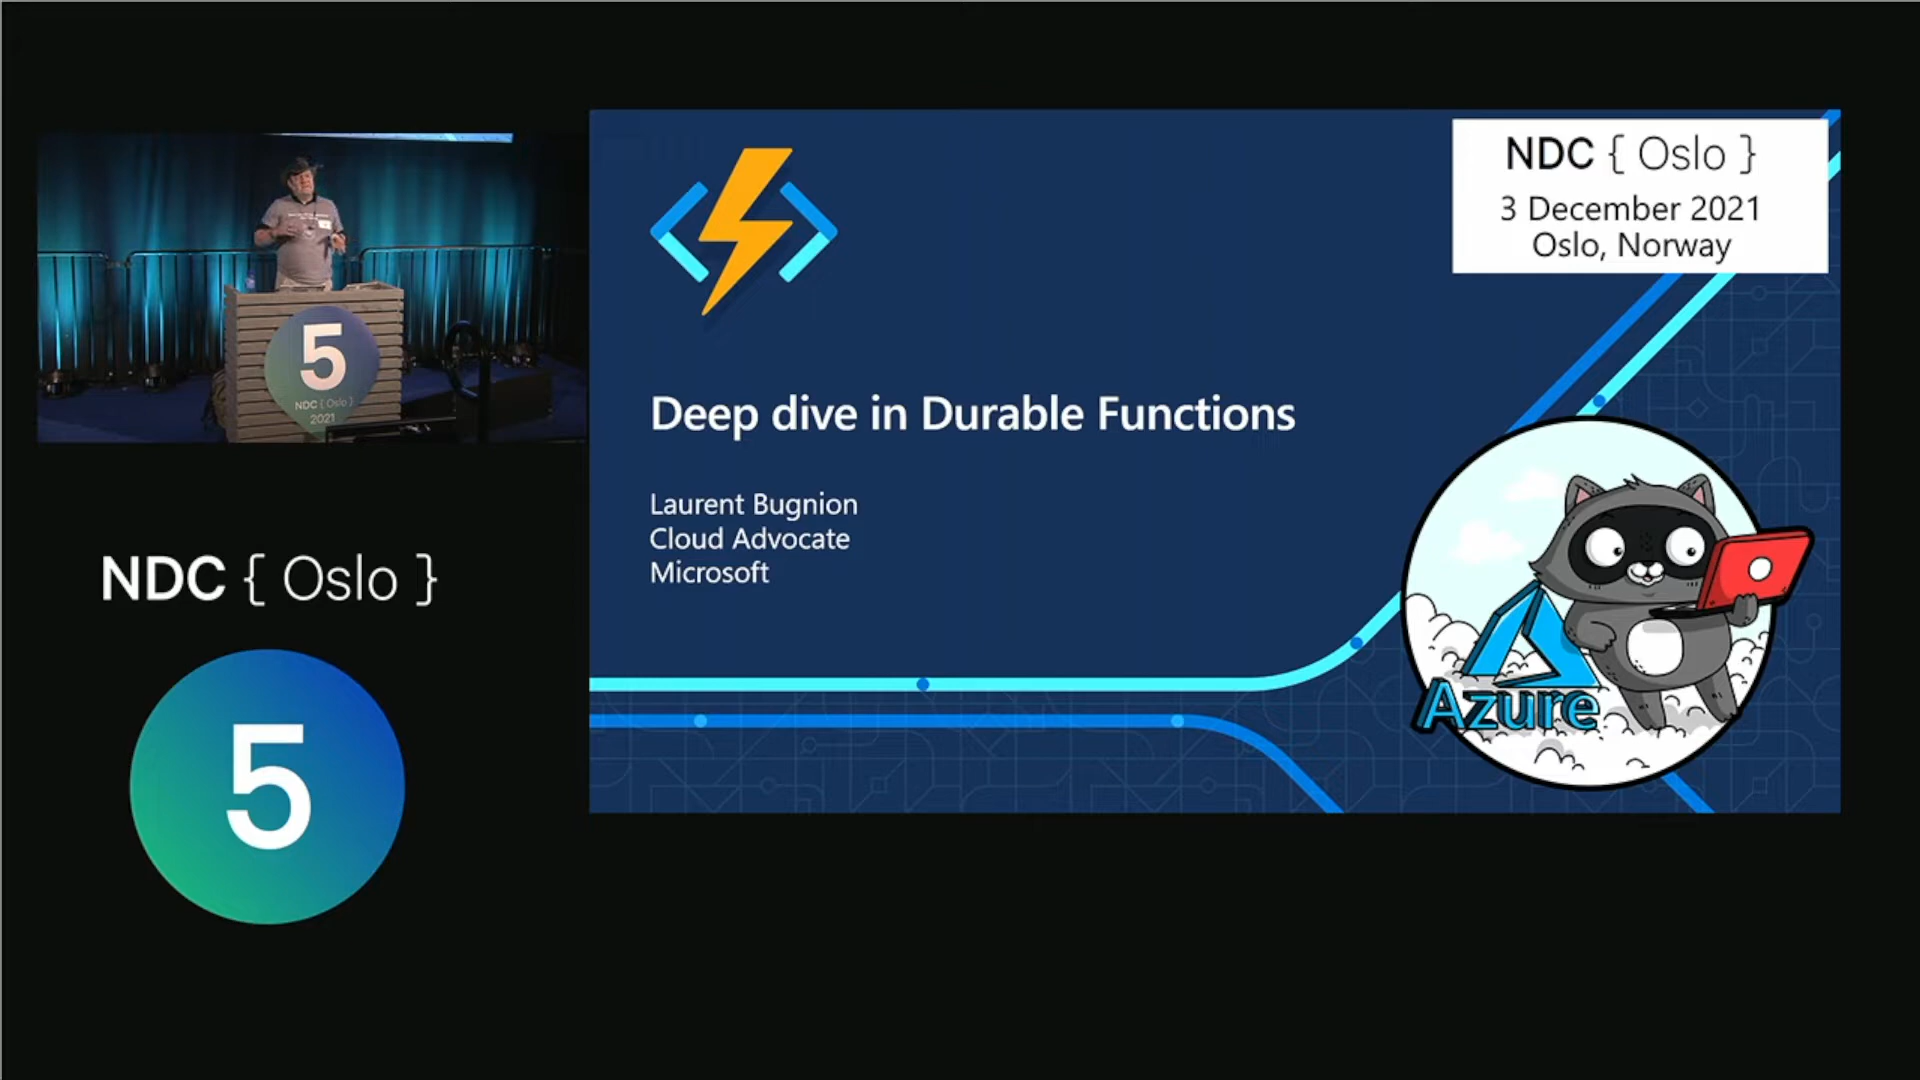 5
NDC { Oslo }
2021
NDC { Oslo }
5
Deep dive in Durable Functions
Laurent Bugnion
Cloud Advocate
Microsoft
NDC { Oslo }
3 December 2021
Oslo, Norway
Azure